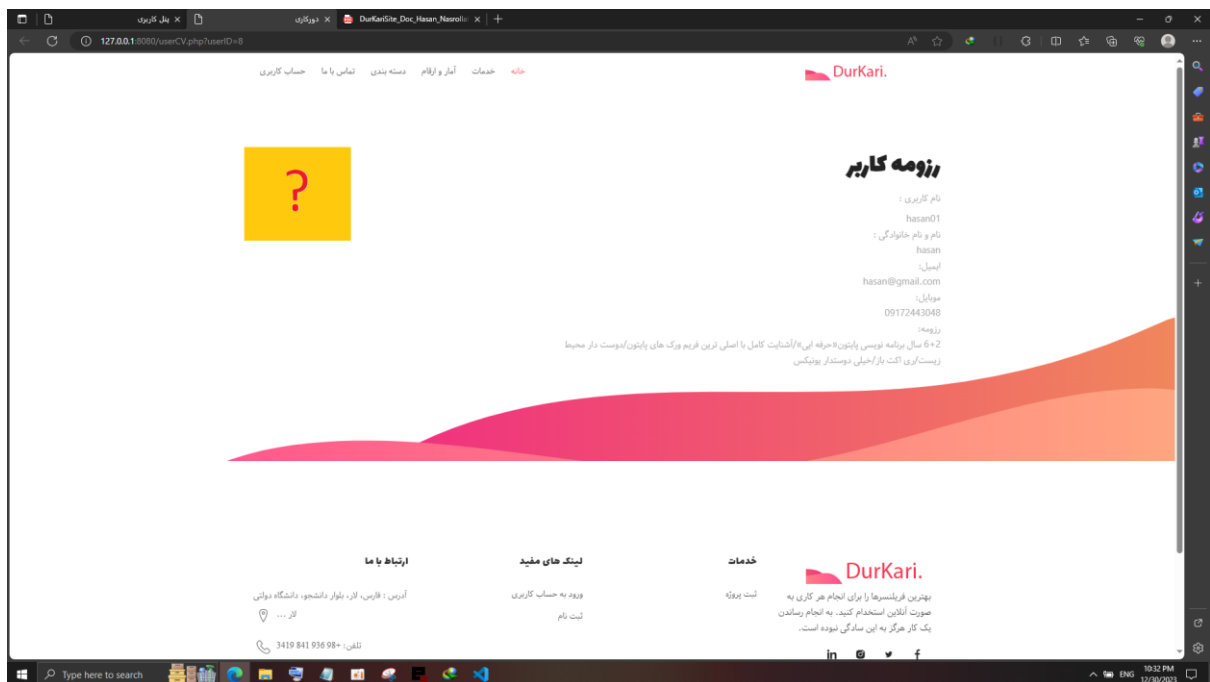 پنل کاربری
دورکاری
DurKariSite_Doc_Hasan_Nasrollah
127.0.0.1:8080/userCV.php?userID=8
DurKari.
خانه خدمات آمار و ارقام دسته بندی تماس با ما حساب کاربری
رزومه کاربر
?
نام کاربری :
hasan01
نام و نام خانوادگی :
hasan
ایمیل:
hasan@gmail.com
موبایل:
09172443048
رزومه:
2+6 سال برنامه نویسی پایتون«حرفه ایی»/آشنایت کامل با اصلی ترین فریم ورک های پایتون/دوست دار محیط
زیست/ری اکت باز/خیلی دوستدار یونیکس
DurKari.
بهترین فریلنسرها را برای انجام هر کاری به
صورت آنلاین استخدام کنید. به انجام رساندن
یک کار هرگز به این سادگی نبوده است.
خدمات
ثبت پروژه
لینک های مفید
ورود به حساب کاربری
ثبت نام
ارتباط با ما
آدرس : فارس، لار، بلوار دانشجو، دانشگاه دولتی
لار ...
تلفن: +98 936 841 3419
Type here to search
ENG
10:32 PM
12/30/2023